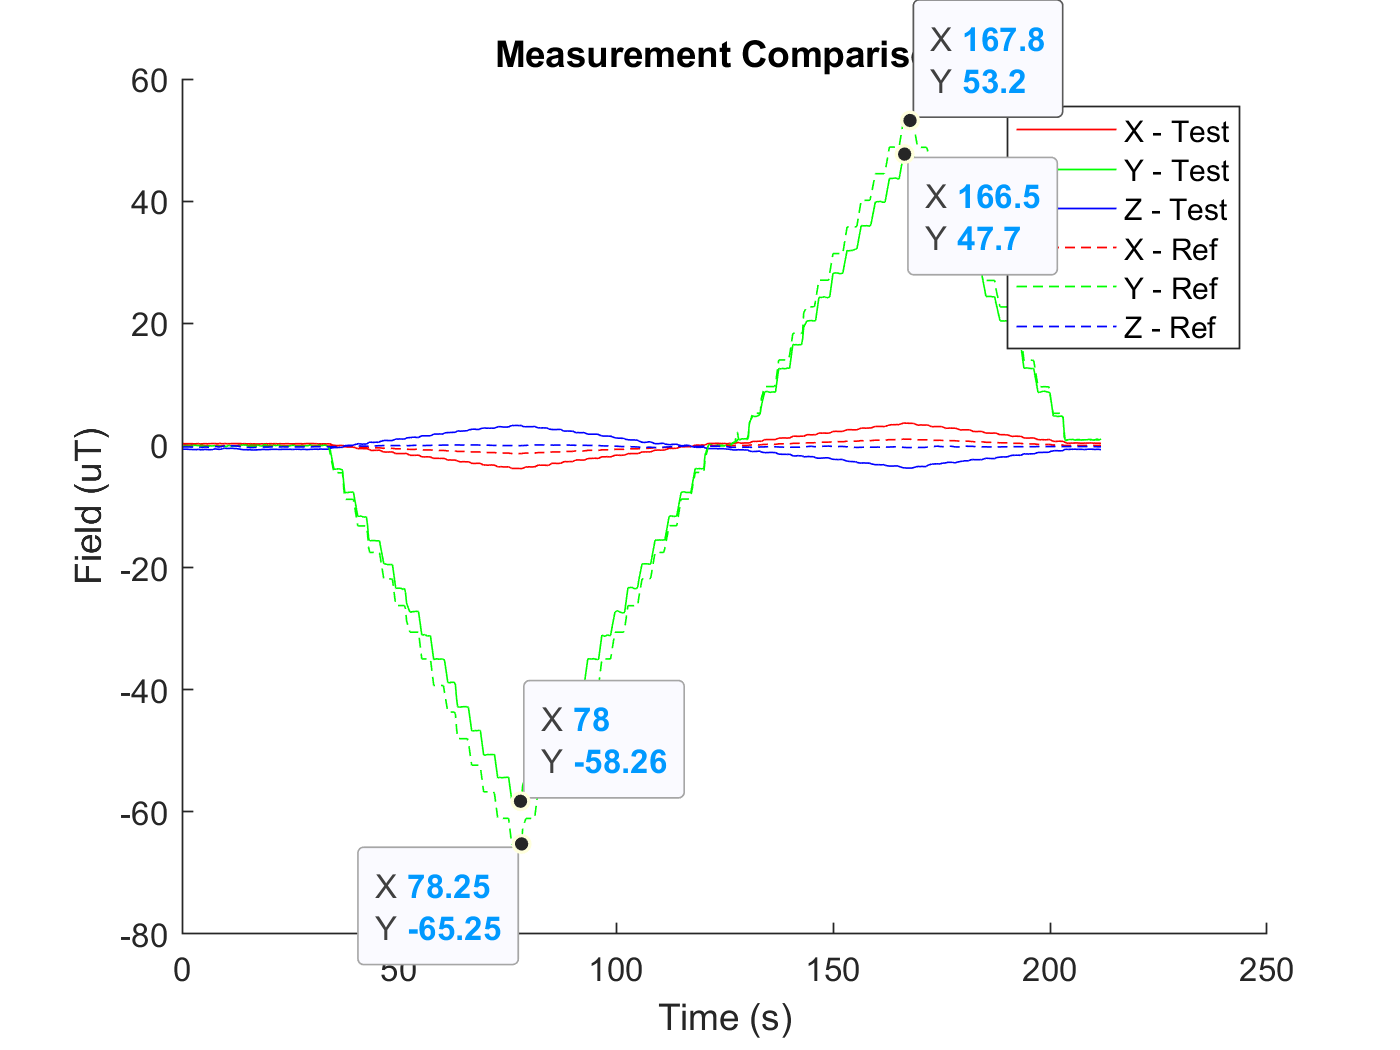 Measurement Comparis
X 167.8
Y 53.2
X - Test
Y - Test
Z - Test
X - Ref
Y - Ref
Z - Ref
X 166.5
Y 47.7
X 78
Y -58.26
X 78.25
Y -65.25
60
40
20
0
-20
-40
-60
-80
Field (uT)
0 50 100 150 200 250
Time (s)